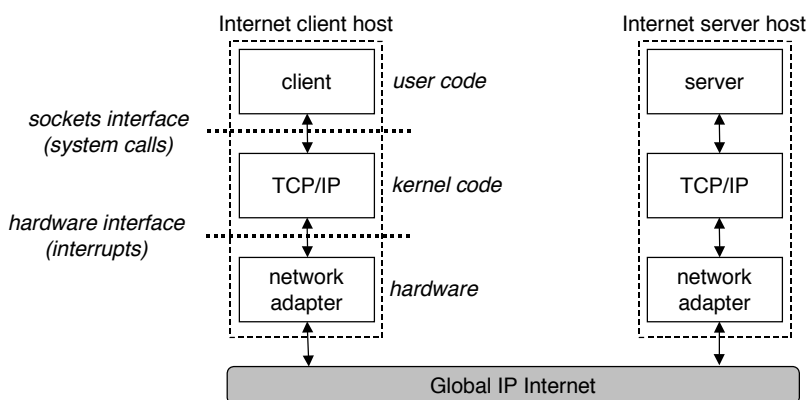 Internet client host
Internet server host
client
user code
server
sockets interface
(system calls)
TCP/IP
kernel code
TCP/IP
hardware interface
(interrupts)
network
adapter
hardware
network
adapter
Global IP Internet